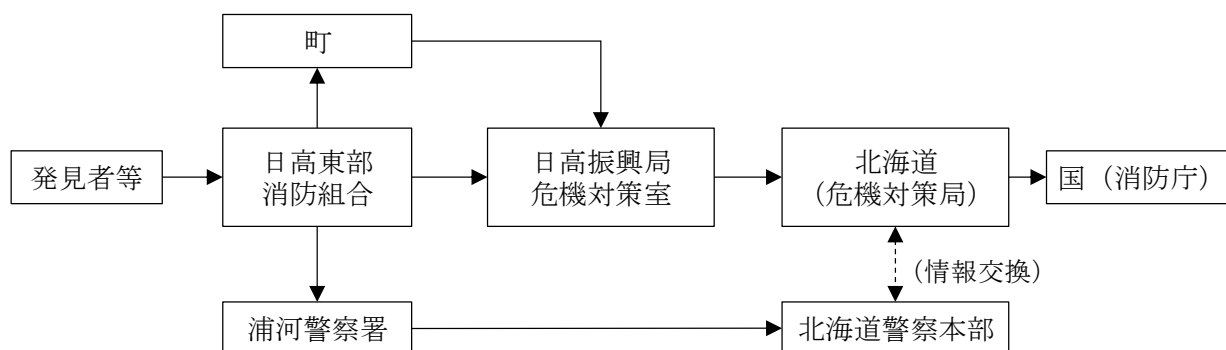 町
発見者等
日高東部
消防組合
日高振興局
危機対策室
北海道
（危機対策局）
国（消防庁）
（情報交換）
浦河警察署
北海道警察本部